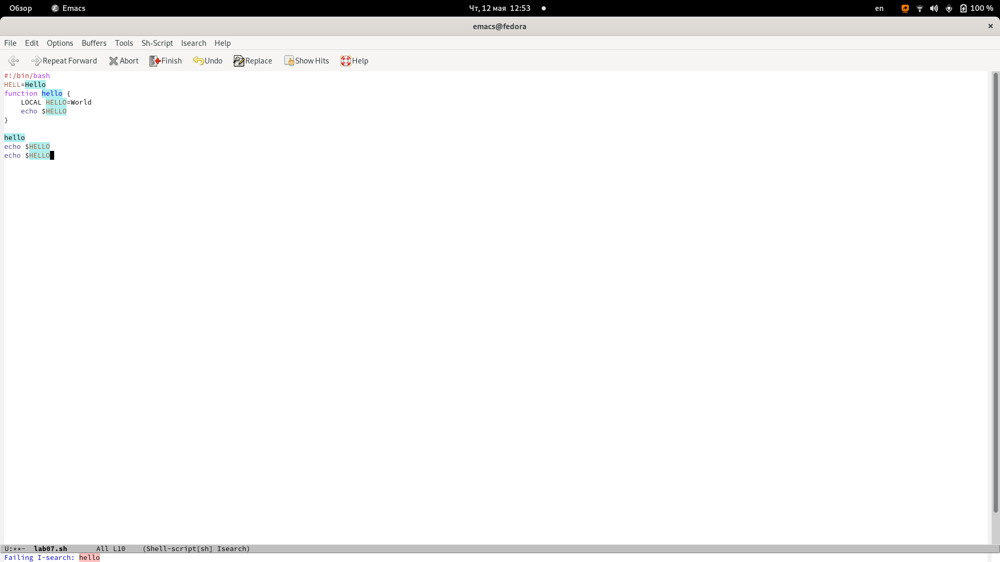 Обзор Emacs Чт, 12 мая 12:53 en 100 %
emacs@fedora ×
File Edit Options Buffers Tools Sh-Script Isearch Help
Repeat Forward Abort Finish Undo Replace Show Hits Help
#!/bin/bash
HELL=Hello
function hello {
    LOCAL HELLO=World
    echo $HELLO
}
hello
echo $HELLO
echo $HELLO
U:**-  lab07.sh       All L10    (Shell-script[sh] Isearch)
Failing I-search: hello